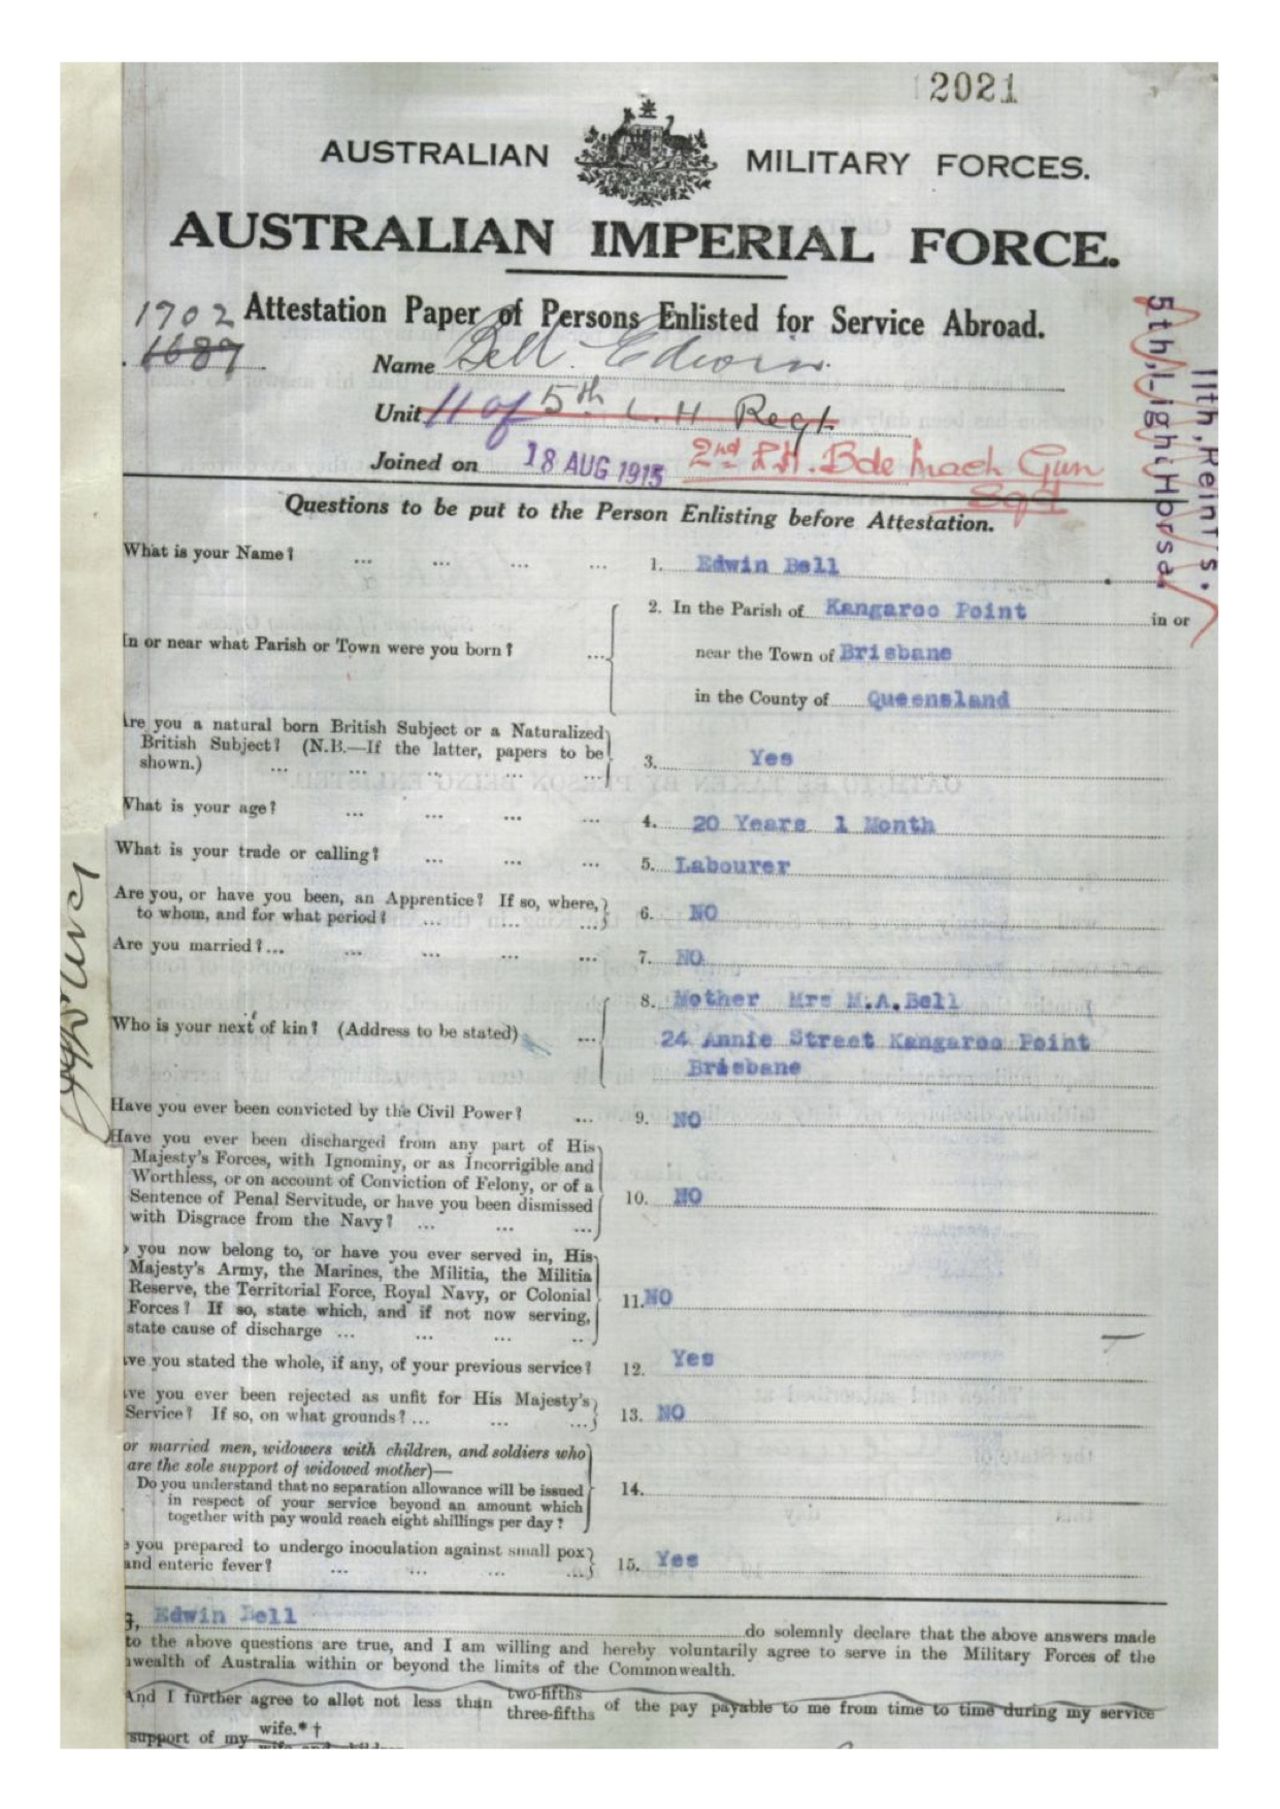 2021
AUSTRALIAN MILITARY FORCES.
AUSTRALIAN IMPERIAL FORCE.
1702 Attestation Paper of Persons Enlisted for Service Abroad.
1687
Name Bell. Edwin.
Unit 11 of 5th L.H Regt
Joined on 18 AUG 1915 2nd L.H. Bde Mach Gun
Sqd
11th, Reint's.
5th, Light Horse.
Questions to be put to the Person Enlisting before Attestation.
What is your Name? ... ... ... ... 1. Edwin Bell
In or near what Parish or Town were you born? ... 2. In the Parish of Kangaroo Point in or
near the Town of Brisbane
in the County of Queensland
Are you a natural born British Subject or a Naturalized
British Subject? (N.B.—If the latter, papers to be
shown.) ... ... ... ... ... 3. Yes
What is your age? ... ... ... ... 4. 20 Years 1 Month
What is your trade or calling? ... ... ... 5. Labourer
Are you, or have you been, an Apprentice? If so, where,
to whom, and for what period? ... ... ... 6. NO
Are you married?... ... ... ... ... 7. NO
Who is your next of kin? (Address to be stated) ... 8. Mother Mrs M.A.Bell
24 Annie Street Kangaroo Point
Brisbane
Have you ever been convicted by the Civil Power? ... 9. NO
Have you ever been discharged from any part of His
Majesty's Forces, with Ignominy, or as Incorrigible and
Worthless, or on account of Conviction of Felony, or of a
Sentence of Penal Servitude, or have you been dismissed
with Disgrace from the Navy? ... ... ... 10. NO
you now belong to, or have you ever served in, His
Majesty's Army, the Marines, the Militia, the Militia
Reserve, the Territorial Force, Royal Navy, or Colonial
Forces? If so, state which, and if not now serving,
state cause of discharge ... ... ... .. 11. NO
ve you stated the whole, if any, of your previous service? 12. Yes
ve you ever been rejected as unfit for His Majesty's
Service? If so, on what grounds? ... ... ... 13. NO
or married men, widowers with children, and soldiers who
are the sole support of widowed mother)—
Do you understand that no separation allowance will be issued
in respect of your service beyond an amount which
together with pay would reach eight shillings per day? 14.
you prepared to undergo inoculation against small pox
and enteric fever? ... ... ... ... 15. Yes
I, Edwin Bell do solemnly declare that the above answers made
to the above questions are true, and I am willing and hereby voluntarily agree to serve in the Military Forces of the
wealth of Australia within or beyond the limits of the Commonwealth.
And I further agree to allot not less than two-fifths
three-fifths of the pay payable to me from time to time during my service
support of my wife.* †